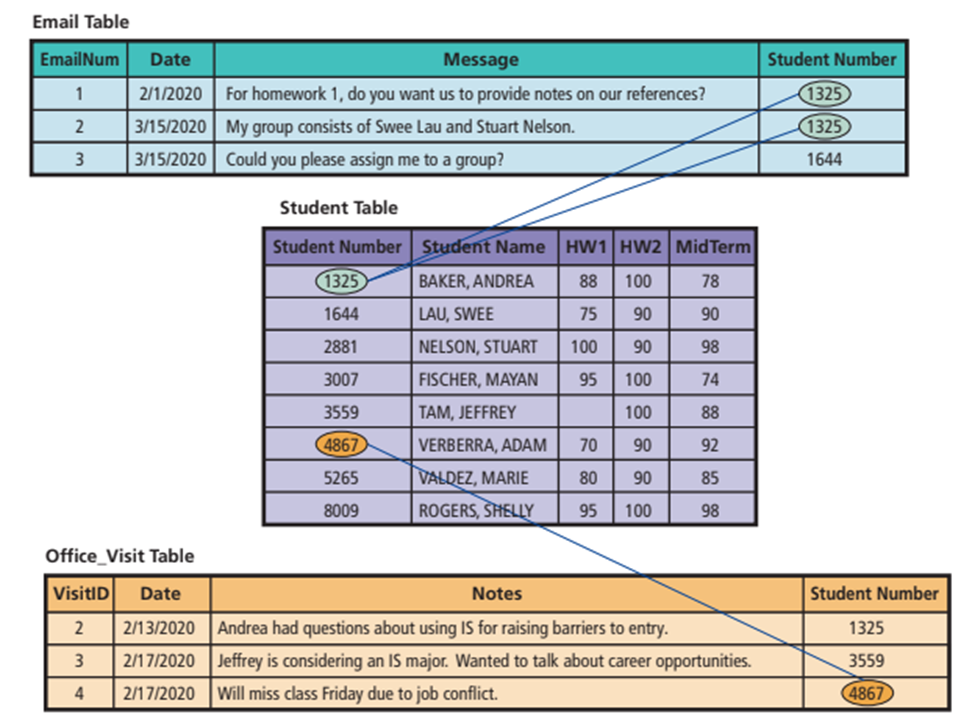 Email Table
EmailNum Date Message Student Number
1 2/1/2020 For homework 1, do you want us to provide notes on our references? 1325
2 3/15/2020 My group consists of Swee Lau and Stuart Nelson. 1325
3 3/15/2020 Could you please assign me to a group? 1644
Student Table
Student Number Student Name HW1 HW2 MidTerm
1325 BAKER, ANDREA 88 100 78
1644 LAU, SWEE 75 90 90
2881 NELSON, STUART 100 90 98
3007 FISCHER, MAYAN 95 100 74
3559 TAM, JEFFREY 100 88
4867 VERBERRA, ADAM 70 90 92
5265 VALDEZ, MARIE 80 90 85
8009 ROGERS, SHELLY 95 100 98
Office_Visit Table
VisitID Date Notes Student Number
2 2/13/2020 Andrea had questions about using IS for raising barriers to entry. 1325
3 2/17/2020 Jeffrey is considering an IS major. Wanted to talk about career opportunities. 3559
4 2/17/2020 Will miss class Friday due to job conflict. 4867